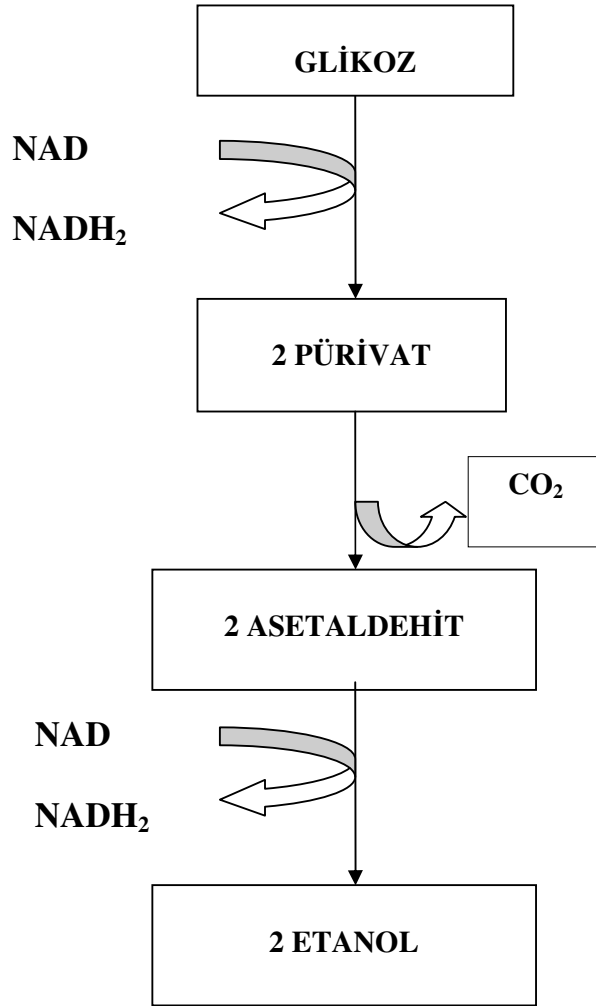 GLİKOZ
NAD
NADH₂
2 PÜRİVAT
CO₂
2 ASETALDEHİT
NAD
NADH₂
2 ETANOL